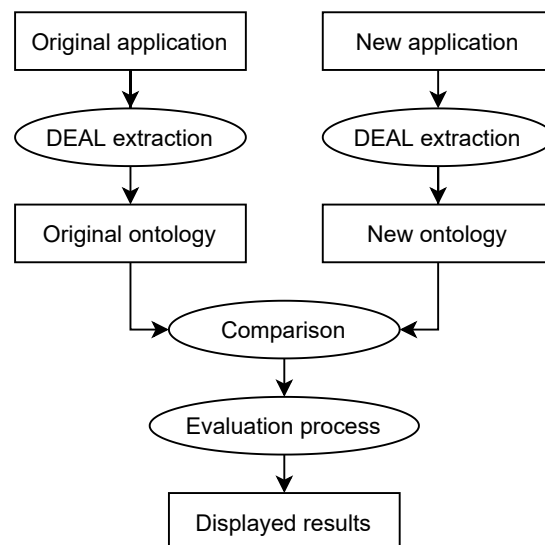 Original application
New application
DEAL extraction
DEAL extraction
Original ontology
New ontology
Comparison
Evaluation process
Displayed results